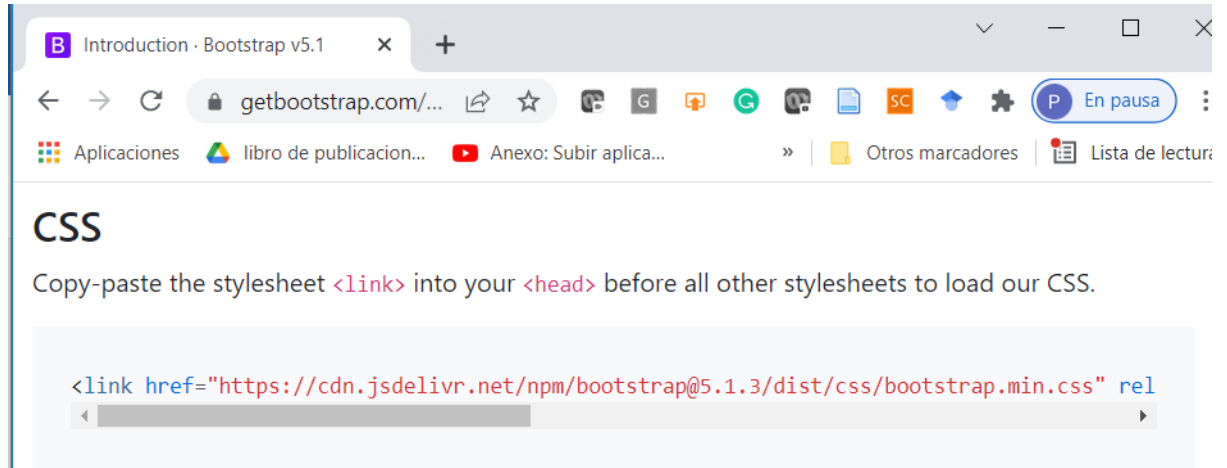 B Introduction · Bootstrap v5.1
getbootstrap.com/... G G SC P En pausa
Aplicaciones libro de publicacion... Anexo: Subir aplica... » Otros marcadores Lista de lectura
CSS
Copy-paste the stylesheet <link> into your <head> before all other stylesheets to load our CSS.
<link href="https://cdn.jsdelivr.net/npm/bootstrap@5.1.3/dist/css/bootstrap.min.css" rel